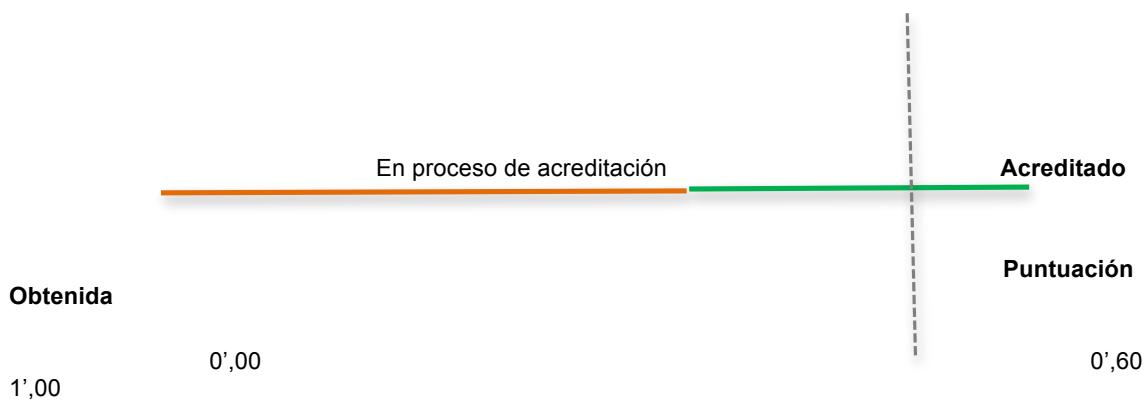 En proceso de acreditación Acreditado
Puntuación
Obtenida
0’,00 0’,60
1’,00